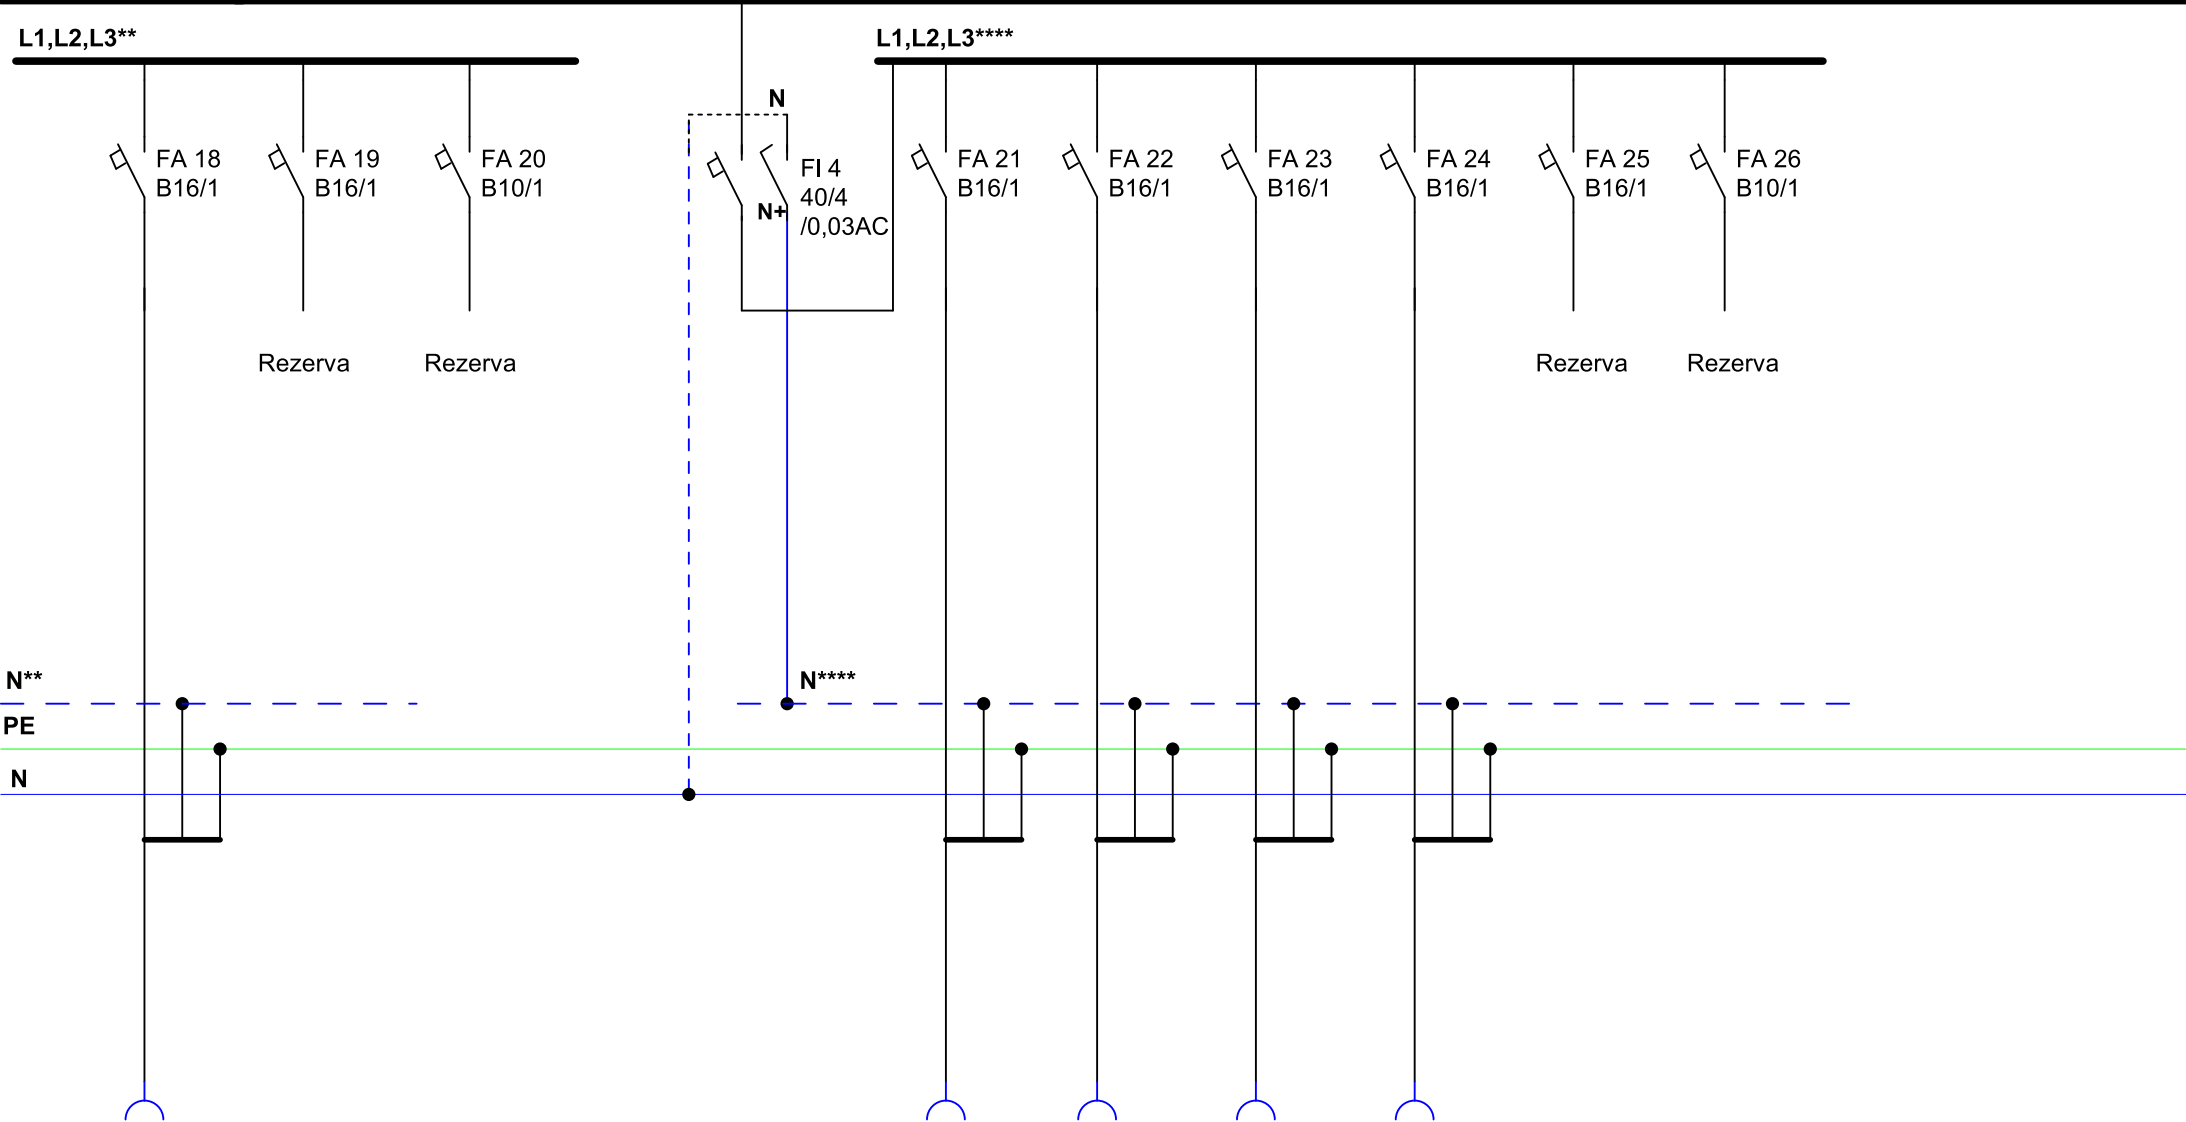 L1,L2,L3**
L1,L2,L3****
N
FA 18
B16/1
FA 19
B16/1
FA 20
B10/1
FI 4
40/4
/0,03AC
N+
FA 21
B16/1
FA 22
B16/1
FA 23
B16/1
FA 24
B16/1
FA 25
B16/1
FA 26
B10/1
Rezerva
Rezerva
Rezerva
Rezerva
N**
N****
PE
N